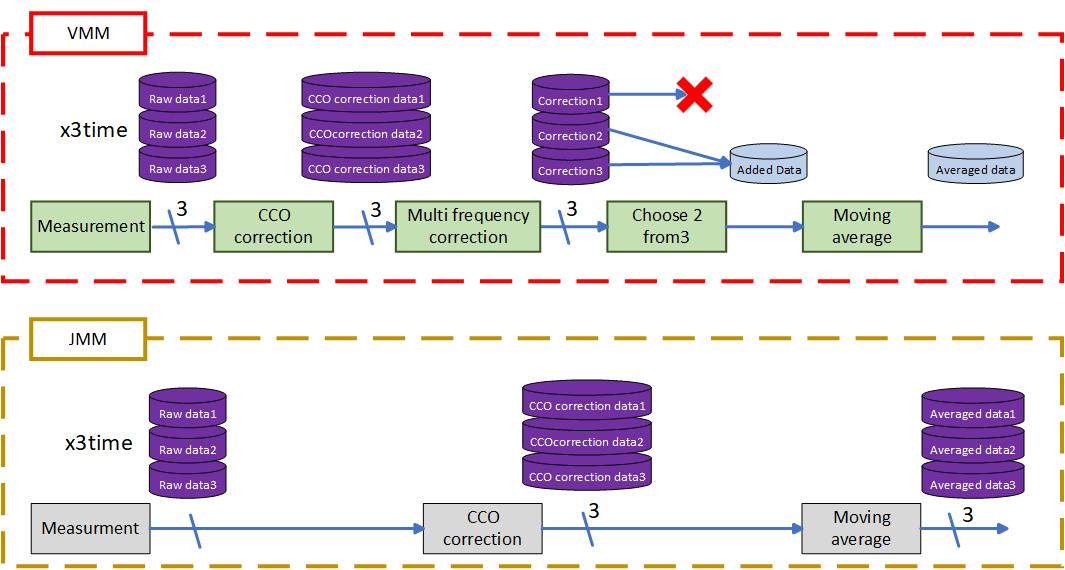 VMM
x3time
Raw data1
Raw data2
Raw data3
CCO correction data1
CCOcorrection data2
CCO correction data3
Correction1
Correction2
Correction3
Added Data
Averaged data
Measurement
3
CCO
correction
3
Multi frequency
correction
3
Choose 2
from3
Moving
average
JMM
x3time
Raw data1
Raw data2
Raw data3
CCO correction data1
CCOcorrection data2
CCO correction data3
Averaged data1
Averaged data2
Averaged data3
Measurment
CCO
correction
3
Moving
average
3